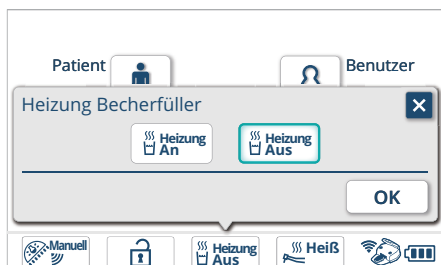 Patient
Benutzer
Heizung Becherfüller
Heizung
An
Heizung
Aus
OK
Manuell
Heizung
Aus
Heiß